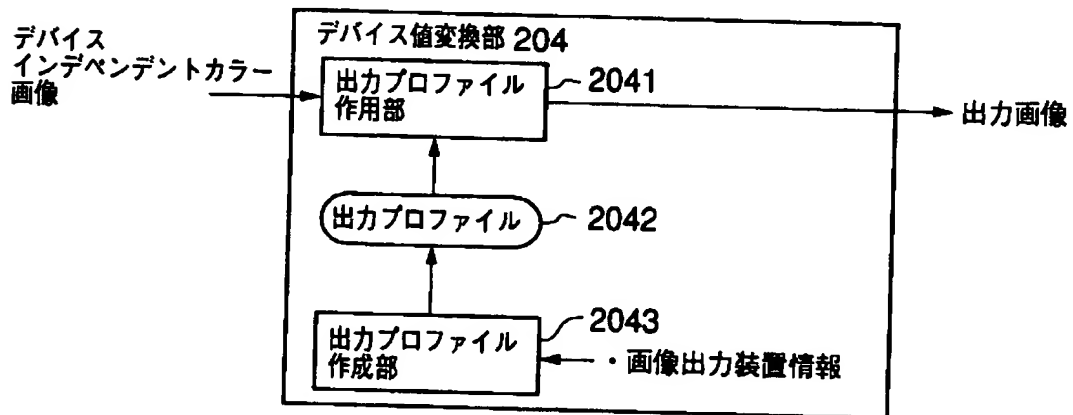 デバイス
インデペンデントカラー
画像
デバイス値変換部 204
出力プロファイル
作用部
2041
出力画像
出力プロファイル
2042
出力プロファイル
作成部
2043
・画像出力装置情報